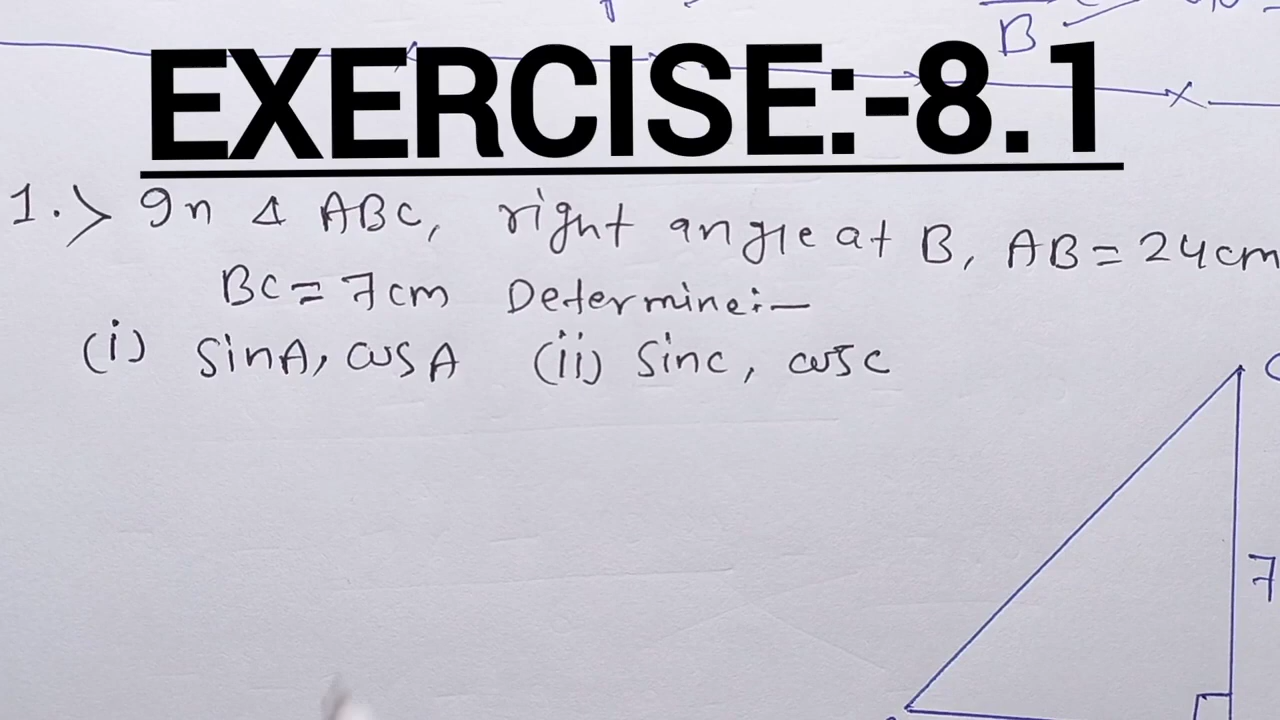 B
EXERCISE:-8.1
1.> In Δ ABC, right angle at B, AB = 24cm
BC = 7cm Determine:-
(i) sinA, cosA (ii) sinc, cosc
C
7